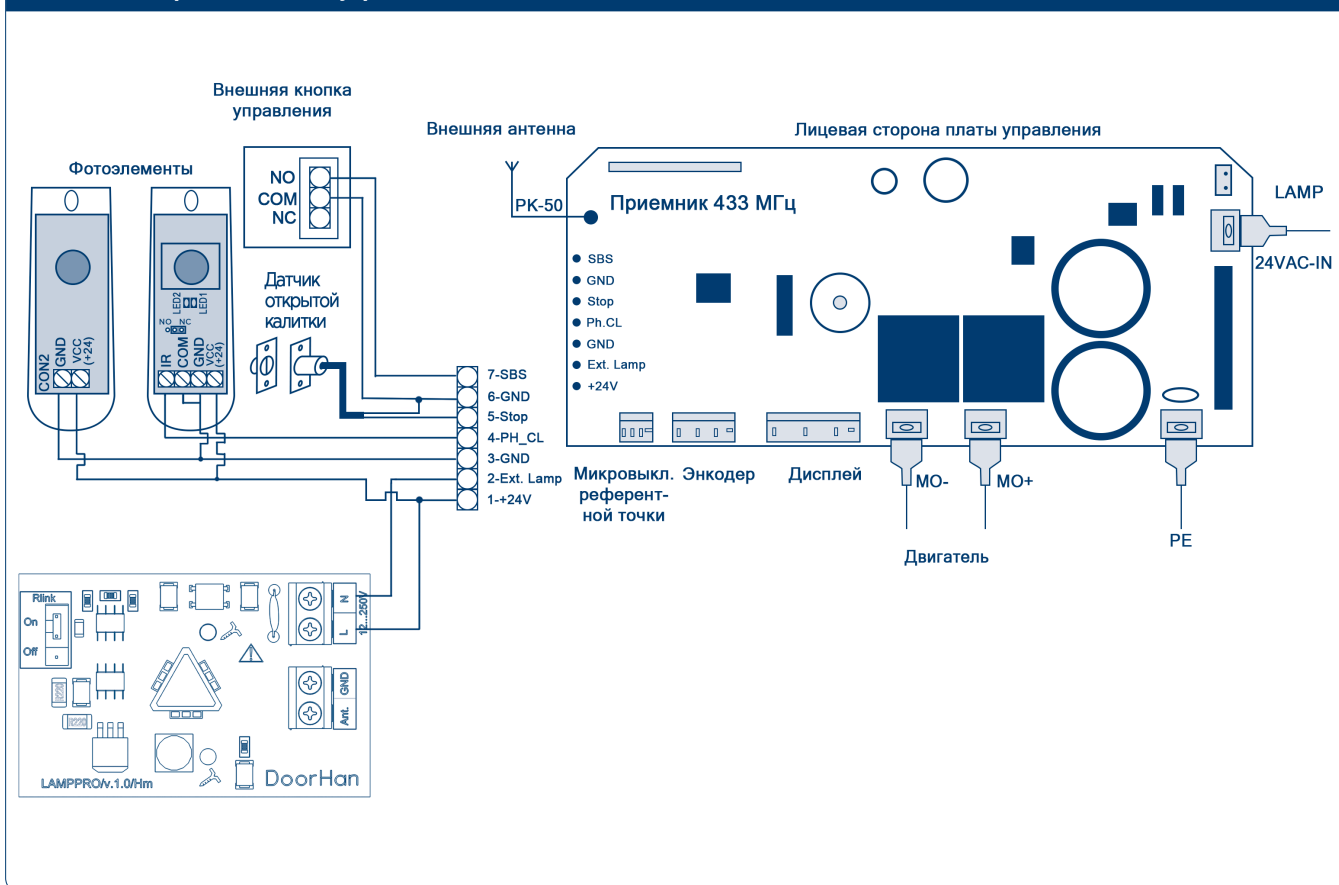 Внешняя кнопка
управления
Фотоэлементы
NO
COM
NC
CON2
GND
VCC
(+24)
LED2
LED1
NO
NC
IR
COM
GND
VCC
(+24)
Датчик
открытой
калитки
7-SBS
6-GND
5-Stop
4-PH_CL
3-GND
2-Ext. Lamp
1-+24V
Внешняя антенна
РК-50
Лицевая сторона платы управления
Приемник 433 МГц
SBS
GND
Stop
Ph.CL
GND
Ext. Lamp
+24V
LAMP
24VAC-IN
Микровыкл.
референт-
ной точки
Энкодер
Дисплей
MO-
MO+
Двигатель
PE
Rlink
On
Off
R220
R220
N
L
12...250V
GND
Ant.
LAMPPRO/v.1.0/Hm
DoorHan